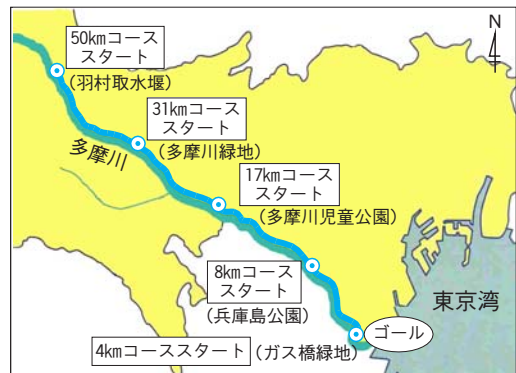 N
50kmコース
スタート
(羽村取水堰)
31kmコース
スタート
(多摩川緑地)
多摩川
17kmコース
スタート
(多摩川児童公園)
8kmコース
スタート
(兵庫島公園)
東京湾
ゴール
4kmコーススタート
(ガス橋緑地)